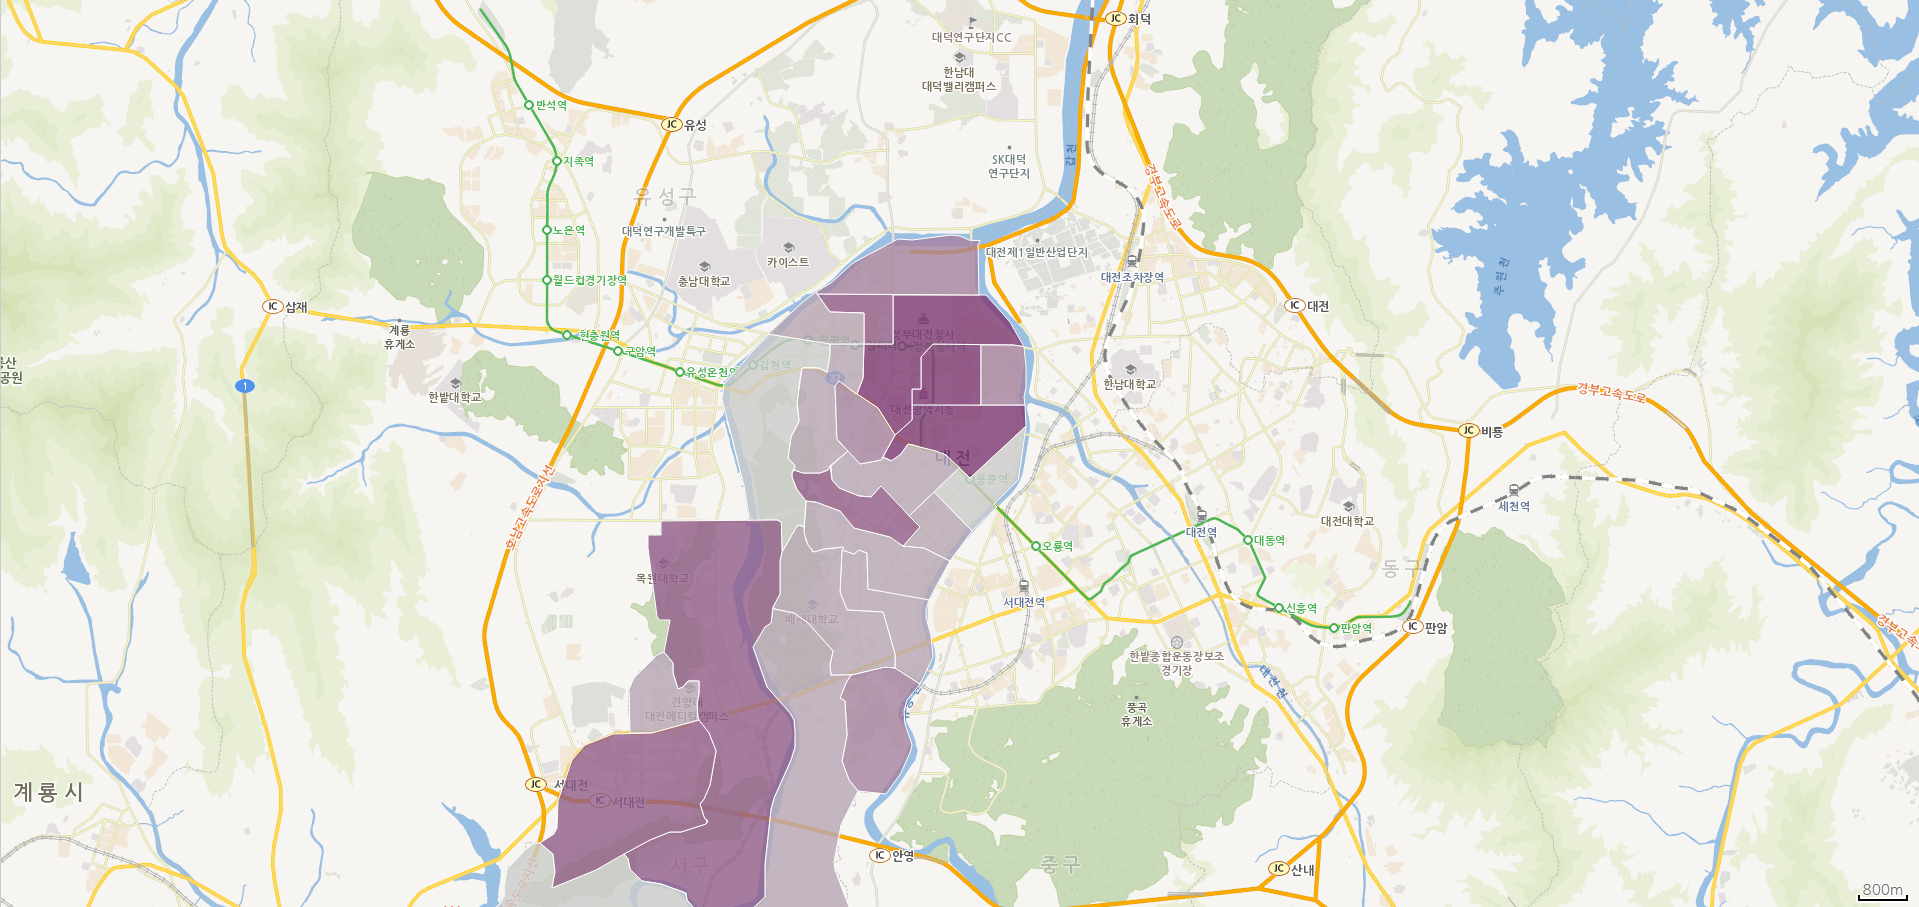 JC 회덕
대덕연구단지CC
한남대
대덕밸리캠퍼스
반석역
JC 유성
갑천
SK대덕
연구단지
지족역
유성구
경부고속도로
대덕연구개발특구
노은역
카이스트
대전제1일반산업단지
충남대학교
대전조차장역
월드컵경기장역
주원천
IC 삼재
IC 대전
계룡
휴게소
현충원역
정부대전청사
구암역
갑천역
유성온천역
32
한남대학교
1
한밭대학교
경부고속도로
대전광역시청
JC 비룡
대전
용문역
호남고속도로지선
세천역
대전대학교
대전역
오룡역
대동역
동구
목원대학교
서대전역
신흥역
배재대학교
판암역
IC 판암
경부고속
한밭종합운동장보조
경기장
대전천
건양대
대전메디컬캠퍼스
풍곡
휴게소
계룡시
JC 서대전
IC 서대전
IC 안영
서구
중구
JC 산내
800m